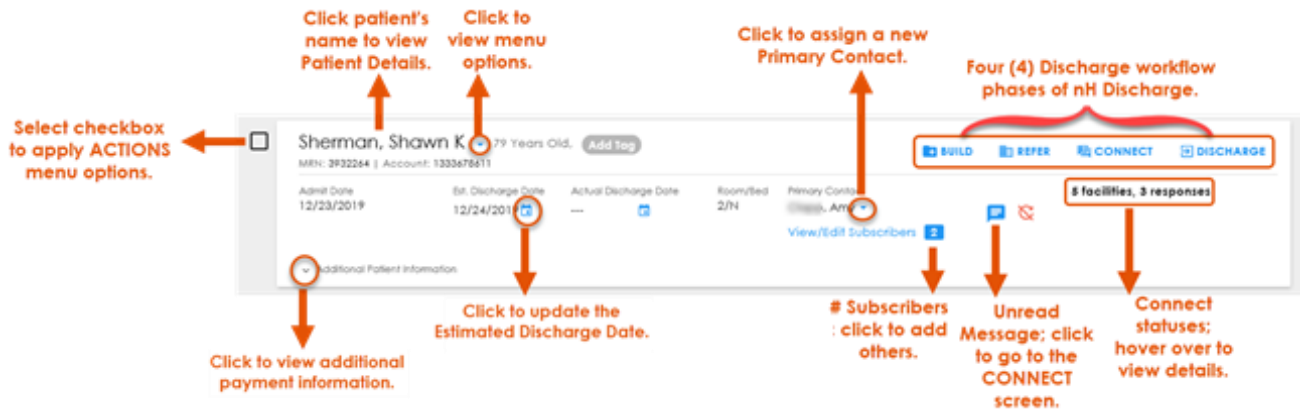 Click patient's
name to view
Patient Details.
Click to
view menu
options.
Click to assign a new
Primary Contact.
Four (4) Discharge workflow
phases of nH Discharge.
Select checkbox
to apply ACTIONS
menu options.
Sherman, Shawn K 79 Years Old, Add Tag
BUILD REFER CONNECT DISCHARGE
MRN: 3932264 | Account: 1333678611
Admit Date Est. Discharge Date Actual Discharge Date Room/Bed Primary Contact
5 facilities, 3 responses
12/23/2019 12/24/2019 --- 2/N , Amy
View/Edit Subscribers 2
Additional Patient Information
Click to update the
Estimated Discharge Date.
# Subscribers
: click to add
others.
Unread
Message; click
to go to the
CONNECT
screen.
Connect
statuses;
hover over to
view details.
Click to view additional
payment information.